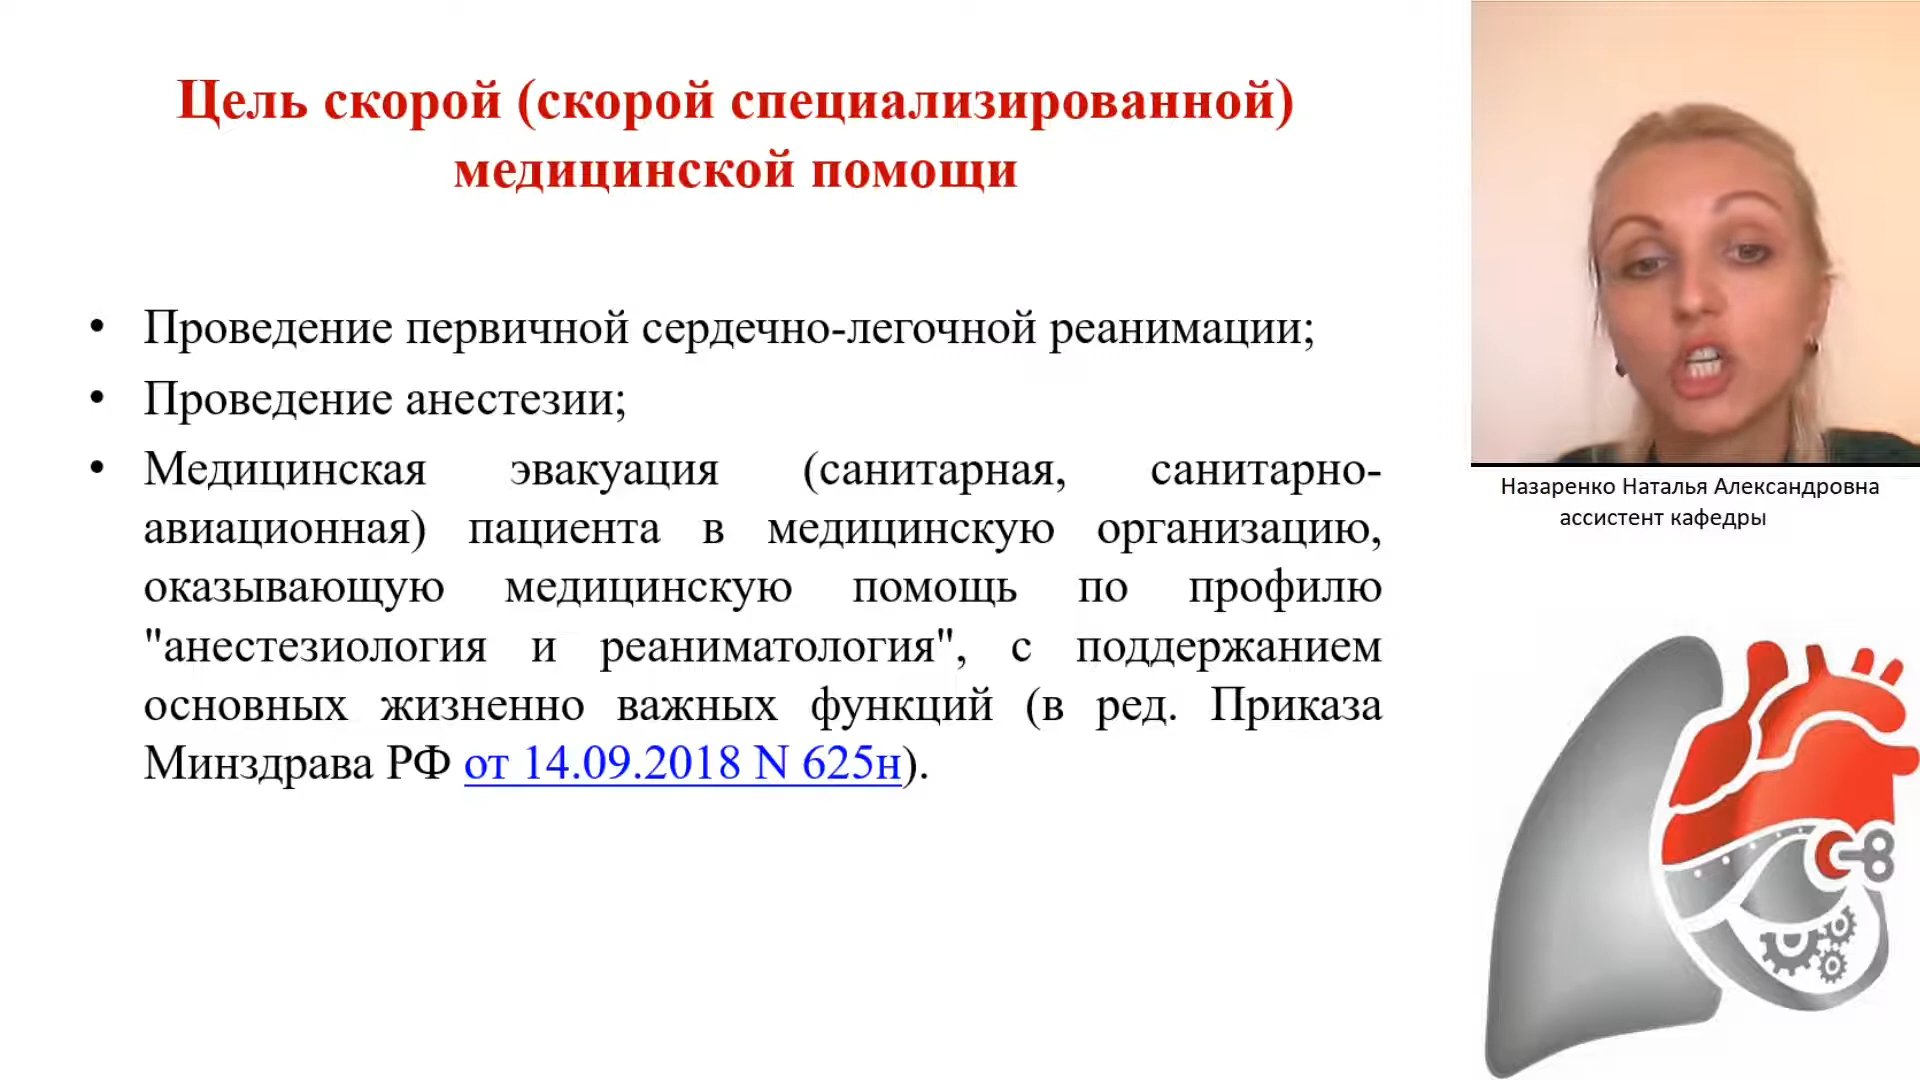 Цель скорой (скорой специализированной)
медицинской помощи
• Проведение первичной сердечно-легочной реанимации;
• Проведение анестезии;
• Медицинская эвакуация (санитарная, санитарно-
авиационная) пациента в медицинскую организацию,
оказывающую медицинскую помощь по профилю
"анестезиология и реаниматология", с поддержанием
основных жизненно важных функций (в ред. Приказа
Минздрава РФ от 14.09.2018 N 625н).
Назаренко Наталья Александровна
ассистент кафедры